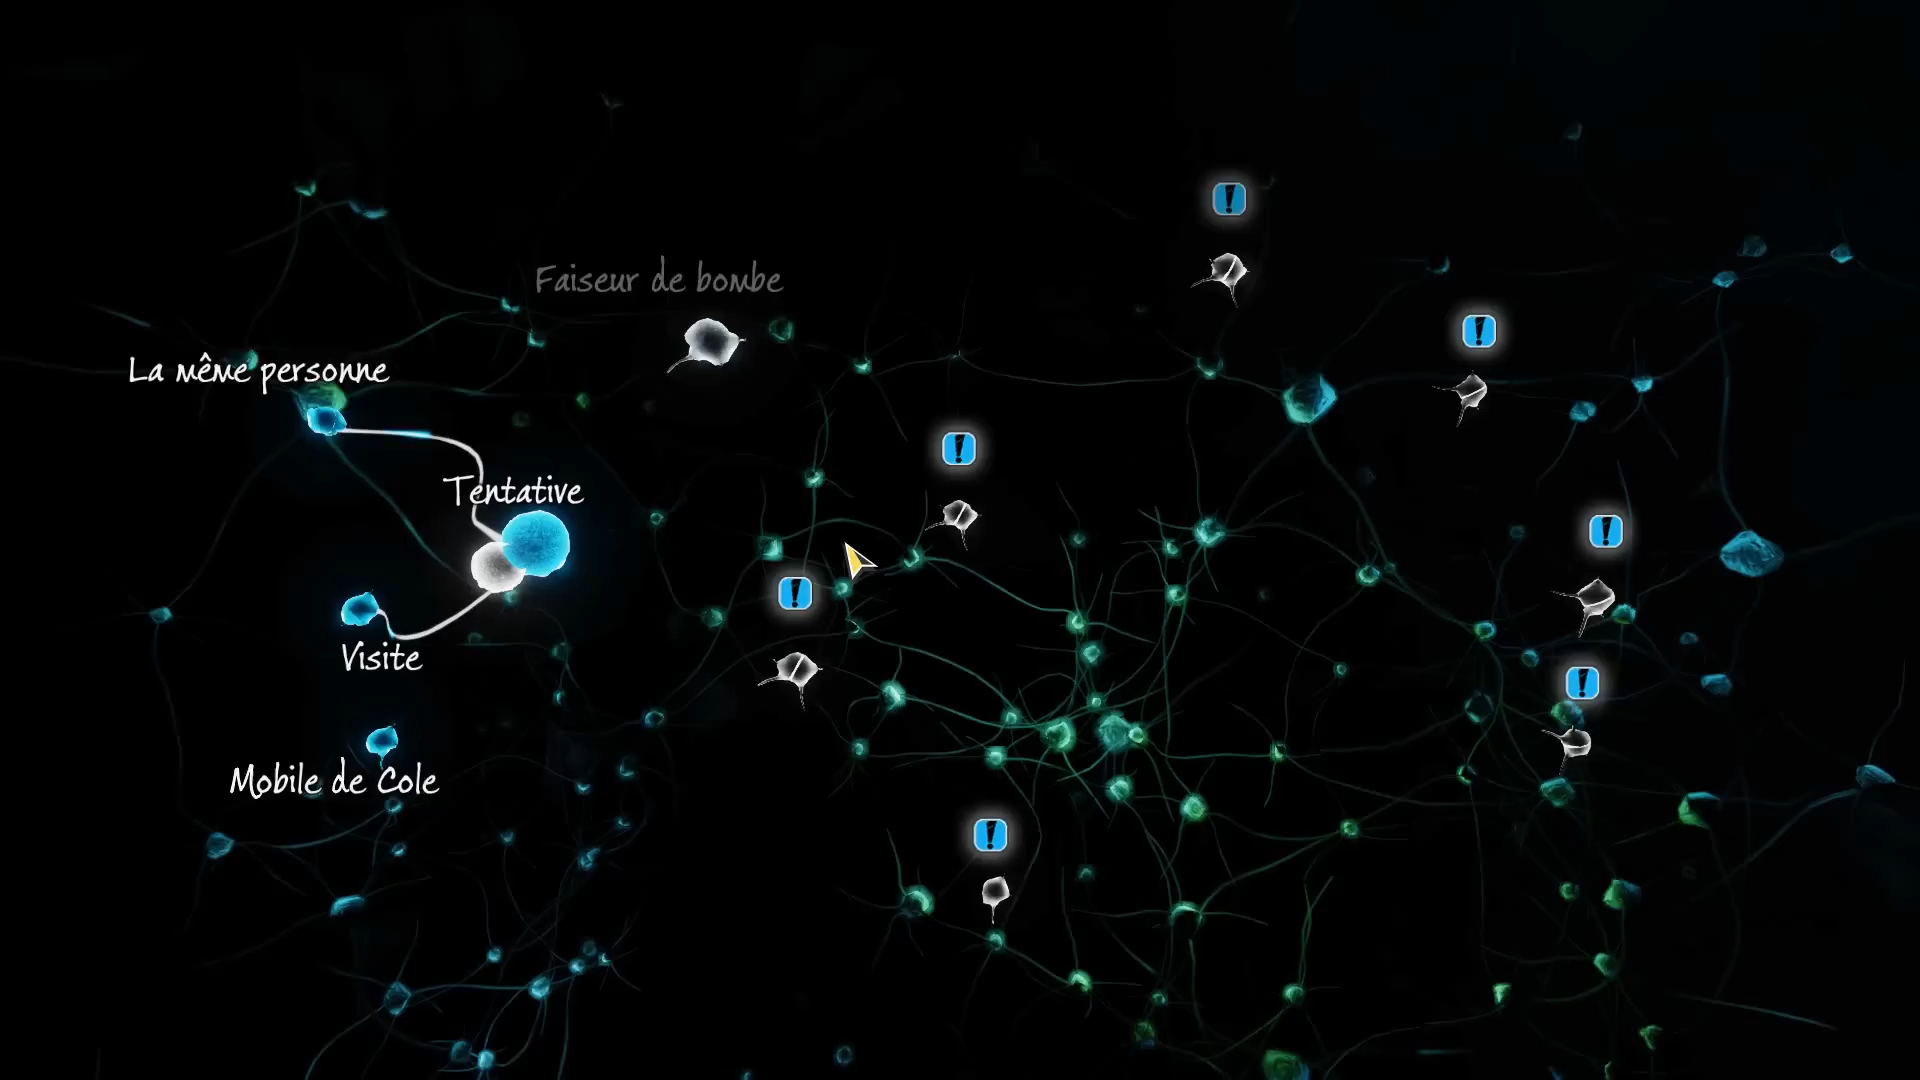 Faiseur de bombe
La même personne
Tentative
Visite
Mobile de Cole